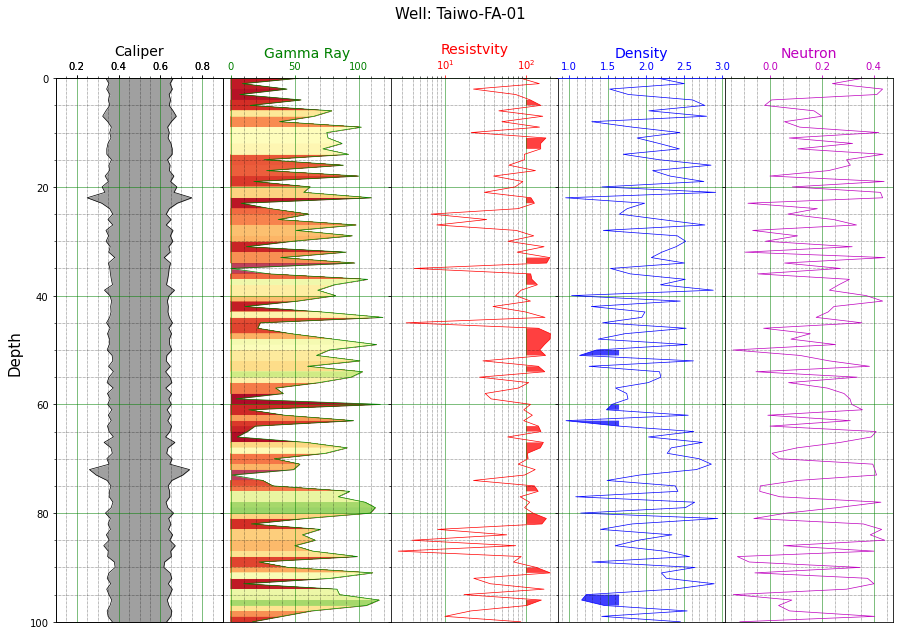 Well: Taiwo-FA-01
Caliper Gamma Ray Resistvity Density Neutron
0.2 0.4 0.6 0.8 0 50 100 10¹ 10² 1.0 1.5 2.0 2.5 3.0 0.0 0.2 0.4
0
20
40
60
80
100
Depth